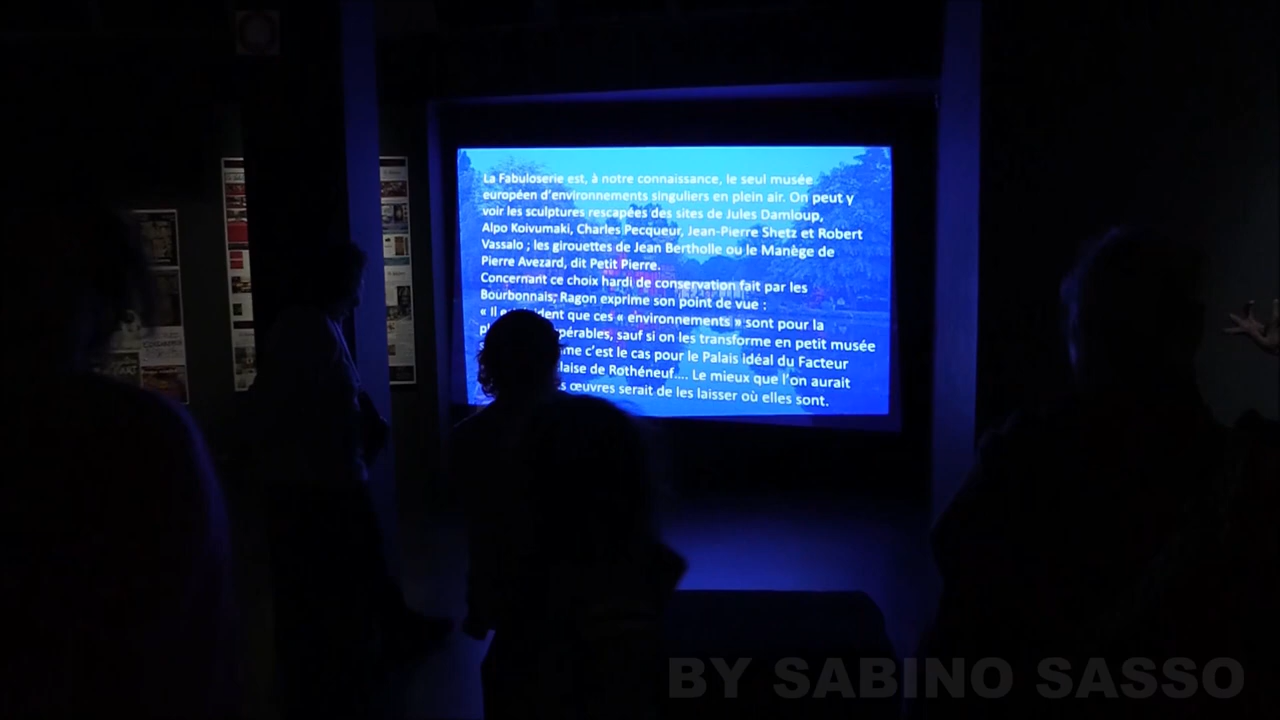 La Fabuloserie est, à notre connaissance, le seul musée
européen d'environnements singuliers en plein air. On peut y
voir les sculptures rescapées des sites de Jules Damloup,
Alpo Koivumaki, Charles Pecqueur, Jean-Pierre Shetz et Robert
Vassalo ; les girouettes de Jean Bertholle ou le Manège de
Pierre Avezard, dit Petit Pierre.
Concernant ce choix hardi de conservation fait par les
Bourbonnais, Ragon exprime son point de vue :
« Il que ces « environnements » sont pour la
sauf si on les transforme en petit musée
c'est le cas pour le Palais idéal du Facteur
de Rothéneuf.... Le mieux que l'on aurait
œuvres serait de les laisser où elles sont.
BY SABINO SASSO